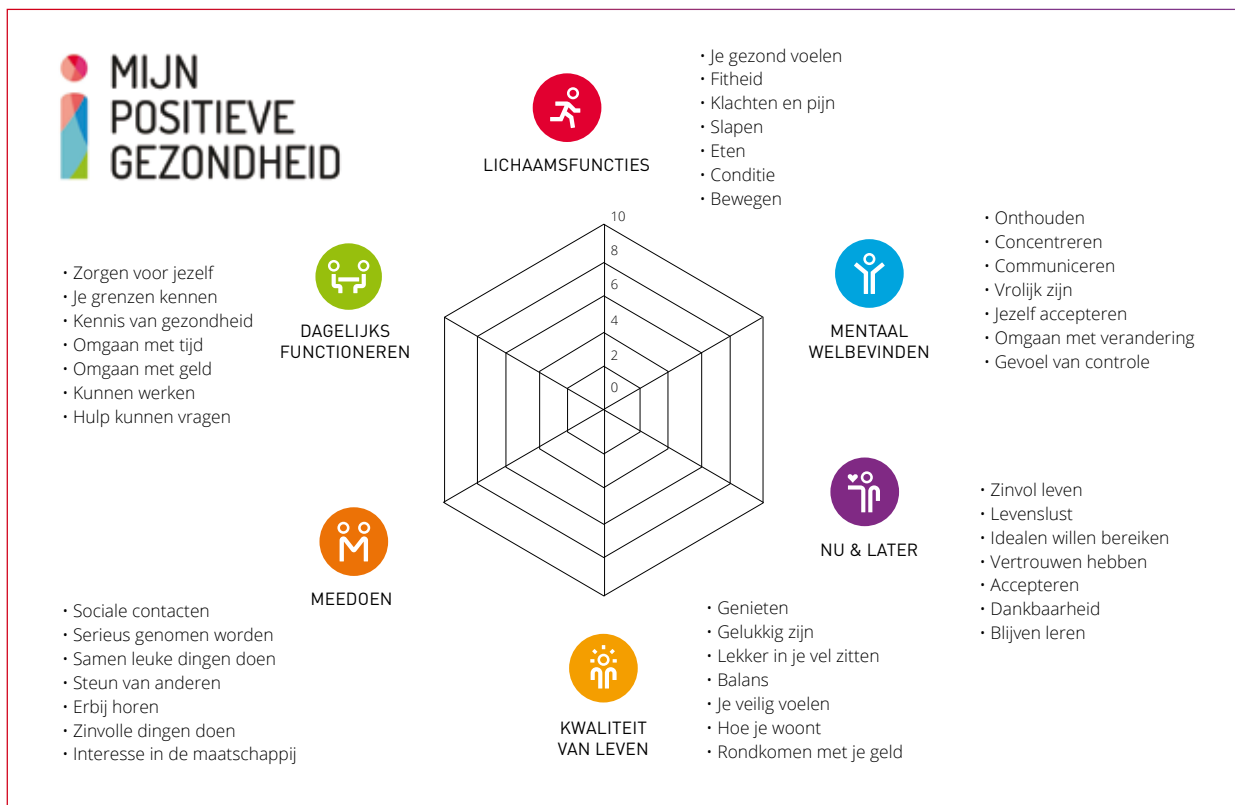 MIJN
POSITIEVE
GEZONDHEID
LICHAAMSFUNCTIES
• Je gezond voelen
• Fitheid
• Klachten en pijn
• Slapen
• Eten
• Conditie
• Bewegen
MENTAAL
WELBEVINDEN
• Onthouden
• Concentreren
• Communiceren
• Vrolijk zijn
• Jezelf accepteren
• Omgaan met verandering
• Gevoel van controle
NU & LATER
• Zinvol leven
• Levenslust
• Idealen willen bereiken
• Vertrouwen hebben
• Accepteren
• Dankbaarheid
• Blijven leren
KWALITEIT
VAN LEVEN
• Genieten
• Gelukkig zijn
• Lekker in je vel zitten
• Balans
• Je veilig voelen
• Hoe je woont
• Rondkomen met je geld
MEEDOEN
• Sociale contacten
• Serieus genomen worden
• Samen leuke dingen doen
• Steun van anderen
• Erbij horen
• Zinvolle dingen doen
• Interesse in de maatschappij
DAGELIJKS
FUNCTIONEREN
• Zorgen voor jezelf
• Je grenzen kennen
• Kennis van gezondheid
• Omgaan met tijd
• Omgaan met geld
• Kunnen werken
• Hulp kunnen vragen
10
8
6
4
2
0